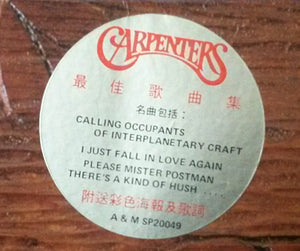 CARPENTERS
最佳歌曲集
名曲包括：
CALLING OCCUPANTS
OF INTERPLANETARY CRAFT
I JUST FALL IN LOVE AGAIN
PLEASE MISTER POSTMAN
THERE'S A KIND OF HUSH .....
附送彩色海報及歌詞
A & M SP20049